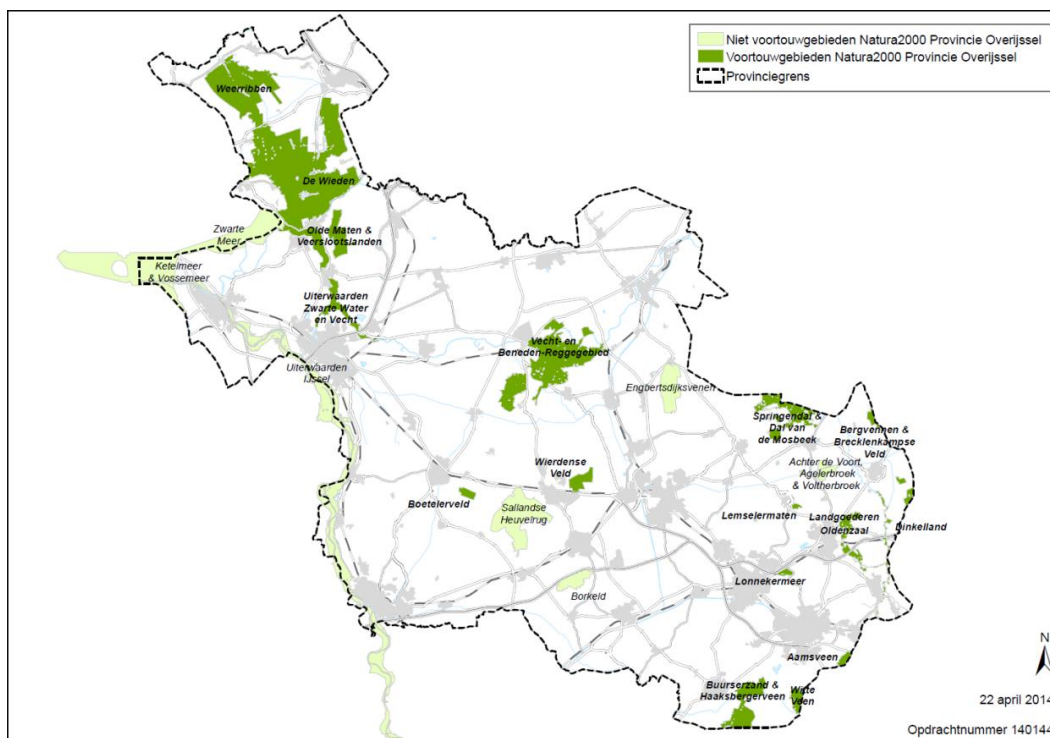 Niet voortouwgebieden Natura2000 Provincie Overijssel
Voortouwgebieden Natura2000 Provincie Overijssel
Provinciegrens
Weerribben
De Wieden
Zwarte
Meer
Olde Maten &
Veerslootslanden
Ketelmeer
& Vossemeer
Uiterwaarden
Zwarte Water
en Vecht
Vecht- en
Beneden-Reggegebied
Uiterwaarden
IJssel
Engbertsdijksvenen
Springendal &
Dal van
de Mosbeek
Bergvennen &
Brecklenkampse
Veld
Achter de Voort,
Agelerbroek
& Voltherbroek
Wierdense
Veld
Boetelerveld
Sallandse
Heuvelrug
Lemselermaten
Landgoederen
Oldenzaal
Dinkelland
Lonnekermeer
Borkeld
Aamsveen
Buurserzand &
Haaksbergerveen
Witte
Veen
N
22 april 2014
Opdrachtnummer 140144